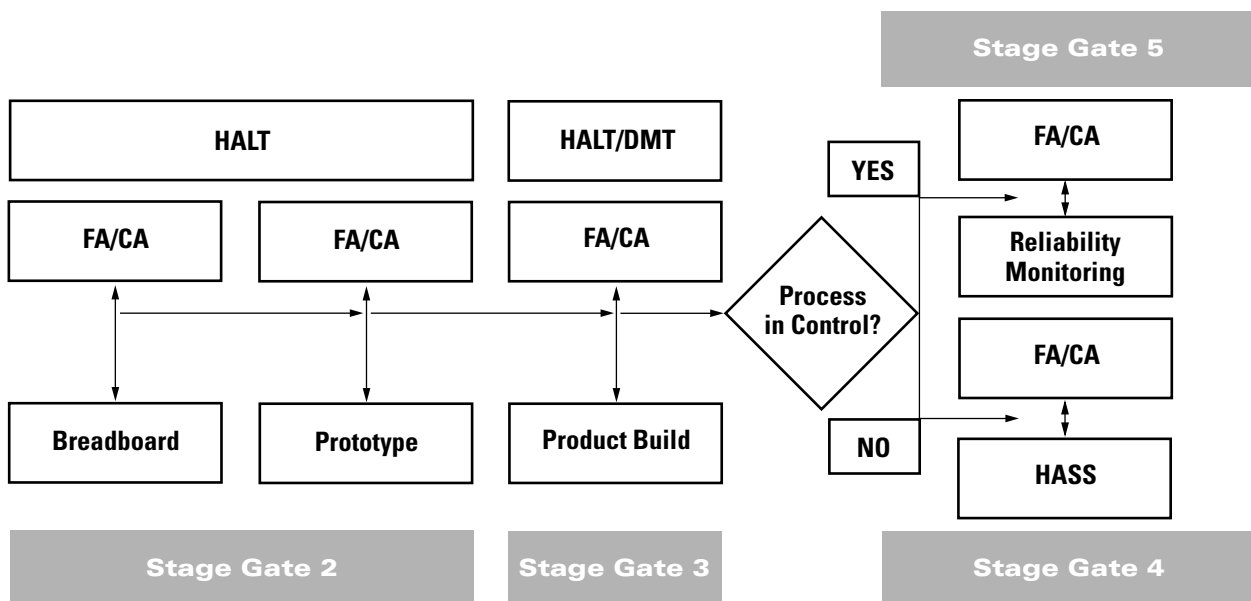 Stage Gate 5
HALT
HALT/DMT
FA/CA
YES
FA/CA
FA/CA
FA/CA
Reliability
Monitoring
Process
in Control?
FA/CA
Breadboard
Prototype
Product Build
NO
HASS
Stage Gate 2
Stage Gate 3
Stage Gate 4